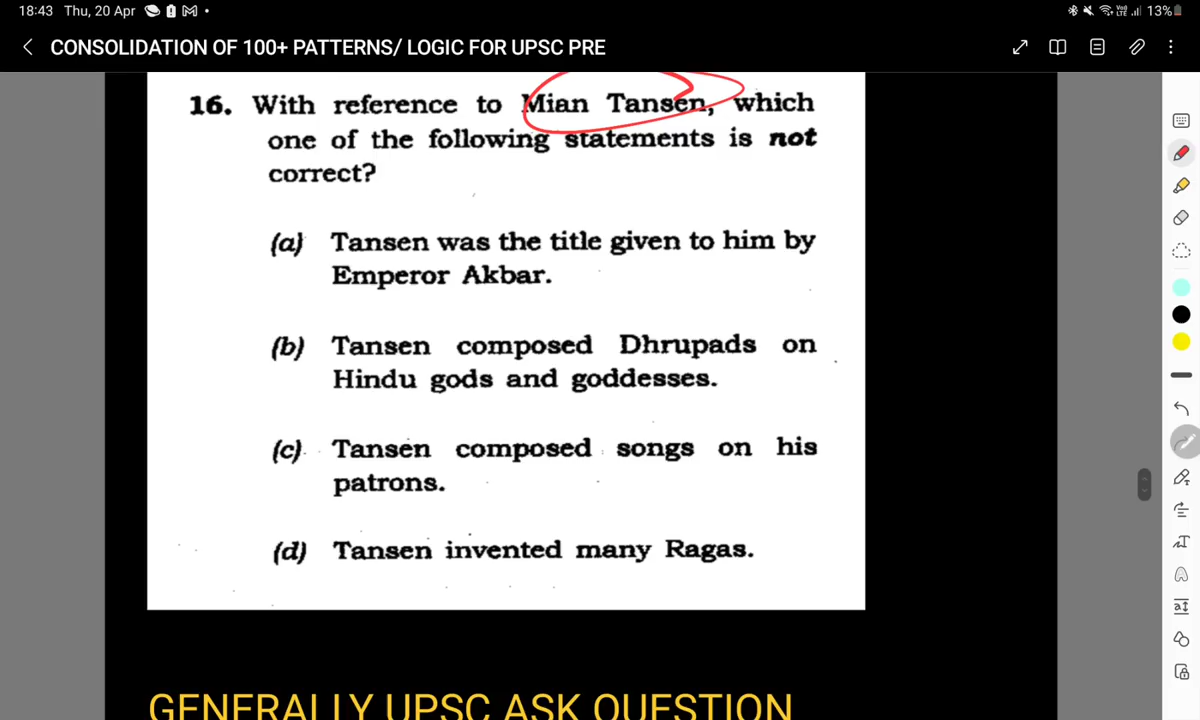 18:43 Thu, 20 Apr
13%
CONSOLIDATION OF 100+ PATTERNS/ LOGIC FOR UPSC PRE
16. With reference to Mian Tansen, which
one of the following statements is not
correct?
(a) Tansen was the title given to him by
Emperor Akbar.
(b) Tansen composed Dhrupads on
Hindu gods and goddesses.
(c) Tansen composed songs on his
patrons.
(d) Tansen invented many Ragas.
GENERALLY UPSC ASK QUESTION